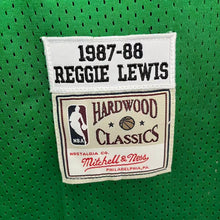 1987-88
REGGIE LEWIS
HARDWOOD
NBA
CLASSICS
NOSTALGIA CO.
Mitchell & Ness
PHILADELPHIA, PA